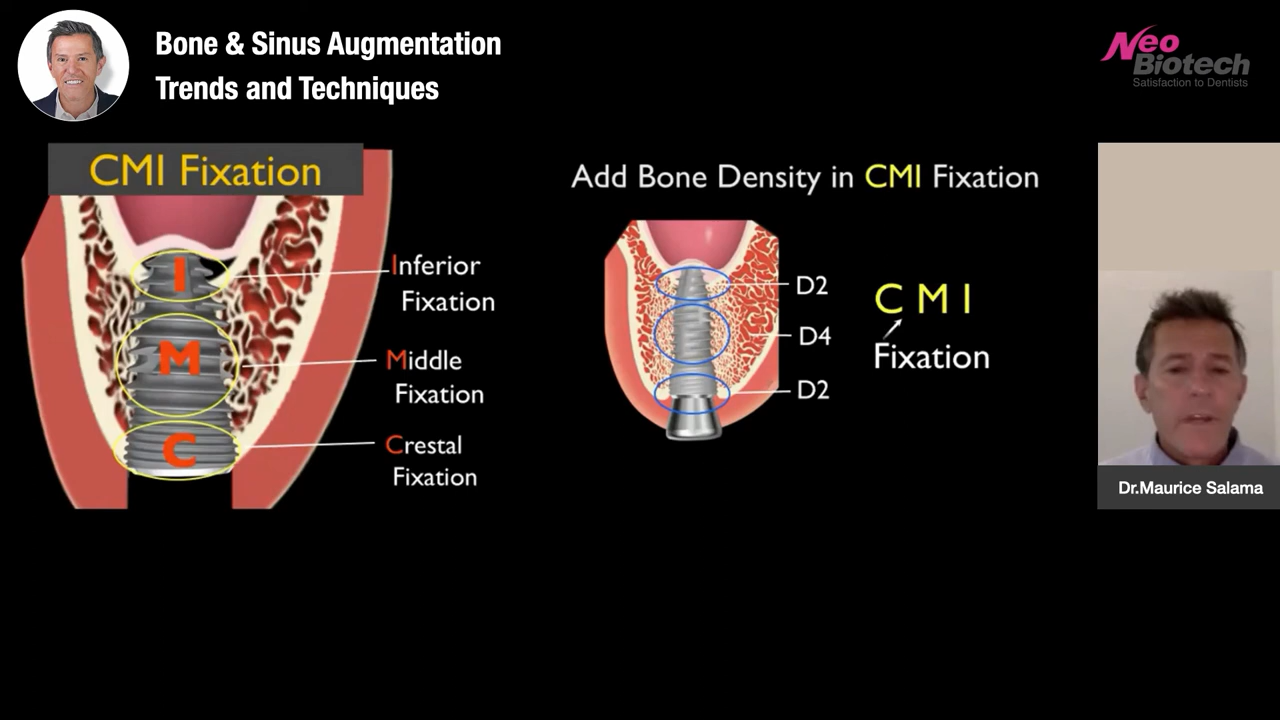 Bone & Sinus Augmentation
Trends and Techniques
Neo
Biotech
Satisfaction to Dentists
CMI Fixation
I
M
C
Inferior
Fixation
Middle
Fixation
Crestal
Fixation
Add Bone Density in CMI Fixation
D2
D4
D2
C M I
Fixation
Dr.Maurice Salama